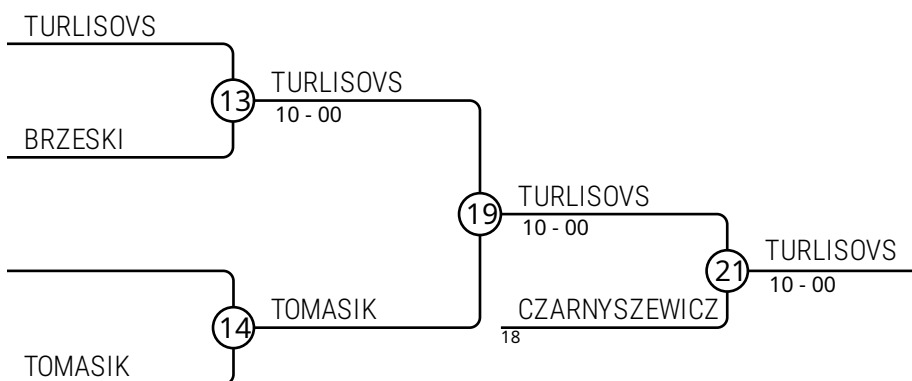 TURLISOVS
13
TURLISOVS
10 - 00
BRZESKI
19
TURLISOVS
10 - 00
14
TOMASIK
TOMASIK
21
TURLISOVS
10 - 00
CZARNYSZEWICZ
18